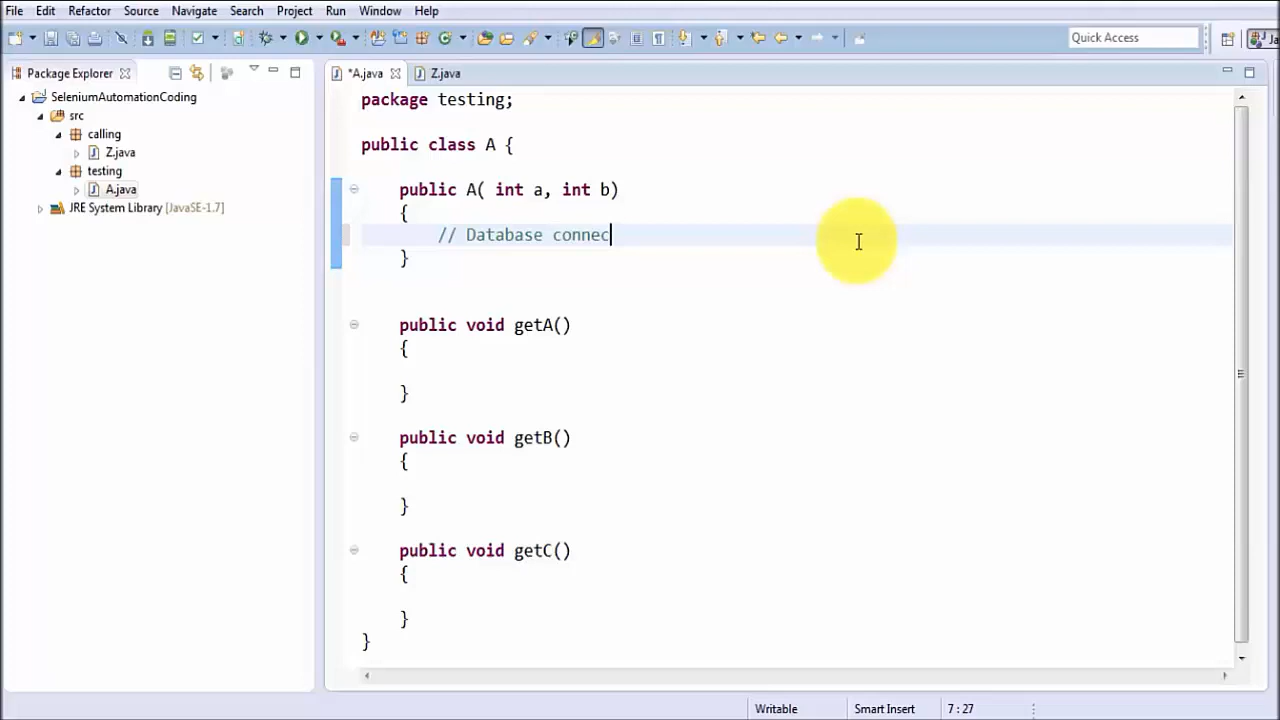 File Edit Source Navigate Search Project Run Window Help
Quick Access
Package Explorer
*A.java
Z.java
SeleniumAutomationCoding
src
calling
Z.java
testing
A.java
JRE System Library [JavaSE-1.7]
package testing;
public class A {
public A( int a, int b)
{
// Database connec
}
public void getA()
{
}
public void getB()
{
}
public void getC()
{
}
}
Writable
Smart Insert
7 : 27